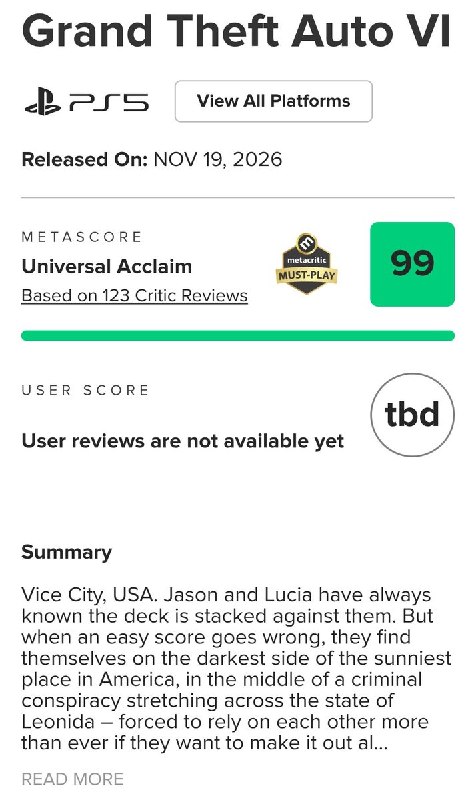 Grand Theft Auto VI
PS5
View All Platforms
Released On: NOV 19, 2026
METASCORE
Universal Acclaim
Based on 123 Critic Reviews
m
metacritic
MUST-PLAY
99
USER SCORE
User reviews are not available yet
tbd
Summary
Vice City, USA. Jason and Lucia have always
known the deck is stacked against them. But
when an easy score goes wrong, they find
themselves on the darkest side of the sunniest
place in America, in the middle of a criminal
conspiracy stretching across the state of
Leonida – forced to rely on each other more
than ever if they want to make it out al...
READ MORE